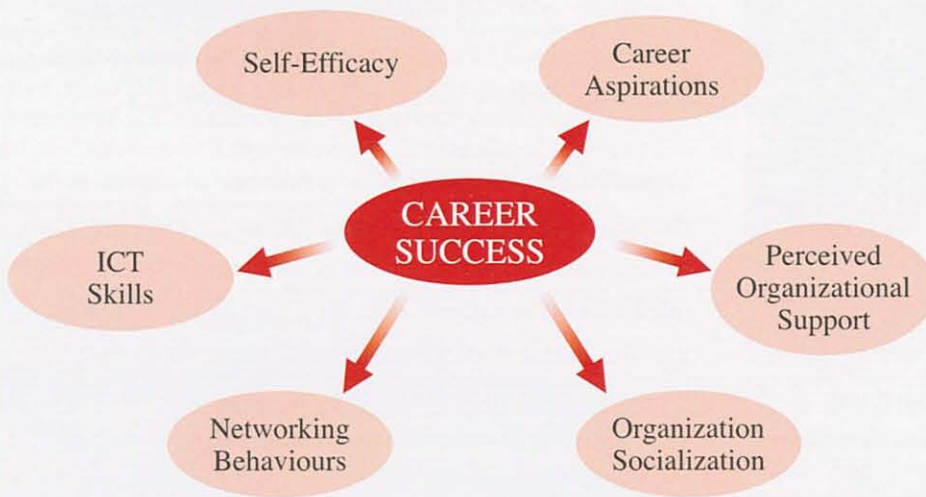 Self-Efficacy
Career
Aspirations
CAREER
SUCCESS
ICT
Skills
Perceived
Organizational
Support
Networking
Behaviours
Organization
Socialization